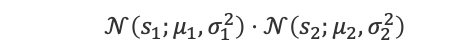 𝒩(s₁; μ₁, σ₁²) · 𝒩(s₂; μ₂, σ₂²)